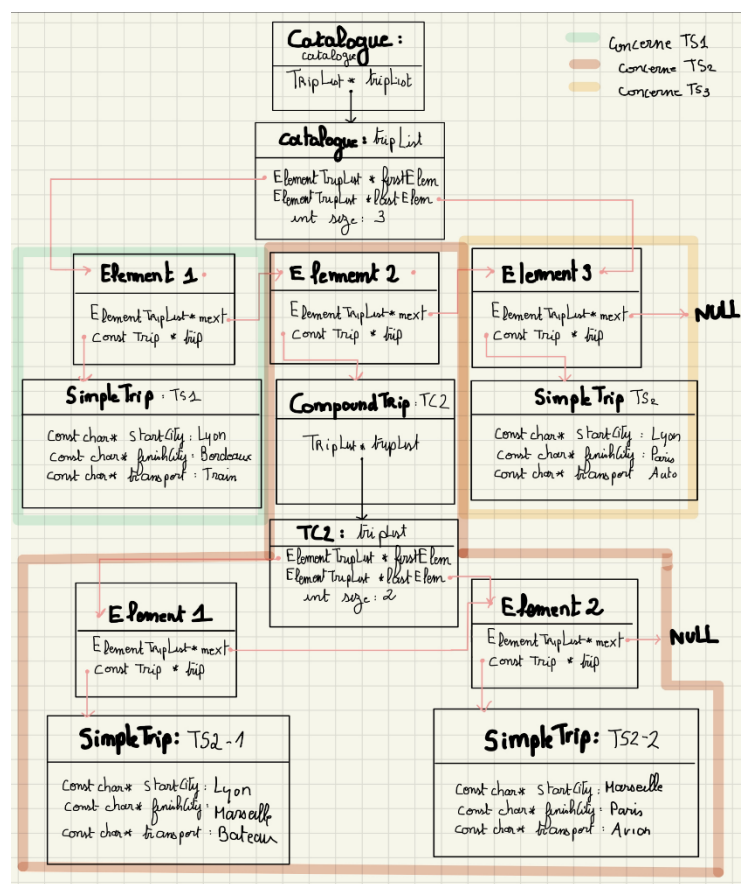 Catalogue :
catalogue
TripList * tripList
Concerne TS1
Concerne TS2
Concerne TS3
Catalogue : tripList
ElementTripList * firstElem
ElementTripList * lastElem
int size : 3
Element 1
ElementTripList * next
const Trip * trip
Element 2
ElementTripList * next
const Trip * trip
Element 3
ElementTripList * next
const Trip * trip
NULL
SimpleTrip : TS1
Const char* StartCity : Lyon
Const char* finishCity : Bordeaux
Const char* transport : Train
CompoundTrip : TC2
TripList * tripList
SimpleTrip TS2
Const char* StartCity : Lyon
Const char* finishCity : Paris
Const char* transport Auto
TC2 : tripList
ElementTripList * firstElem
ElementTripList * lastElem
int size : 2
Element 1
ElementTripList * next
const Trip * trip
Element 2
ElementTripList * next
const Trip * trip
NULL
SimpleTrip : TS2-1
Const char* StartCity : Lyon
Const char* finishCity : Marseille
Const char* transport : Bateau
SimpleTrip : TS2-2
Const char* StartCity : Marseille
Const char* finishCity : Paris
Const char* transport : Avion